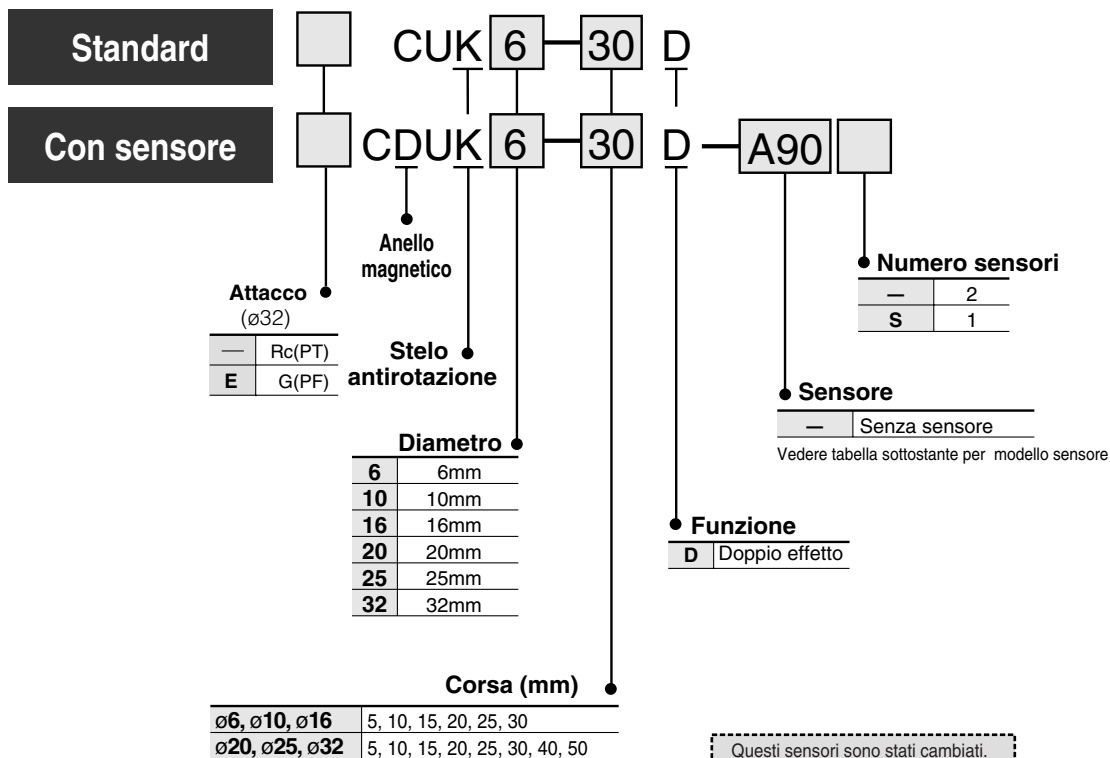 Standard
CUK 6 — 30 D
Con sensore
CDUK 6 — 30 D — A90
Anello
magnetico
Numero sensori
— 2
S 1
Attacco
(ø32)
— Rc(PT)
E G(PF)
Stelo
antirotazione
Sensore
— Senza sensore
Vedere tabella sottostante per modello sensore
Diametro
6 6mm
10 10mm
16 16mm
20 20mm
25 25mm
32 32mm
Funzione
D Doppio effetto
Corsa (mm)
ø6, ø10, ø16 5, 10, 15, 20, 25, 30
ø20, ø25, ø32 5, 10, 15, 20, 25, 30, 40, 50
Questi sensori sono stati cambiati.